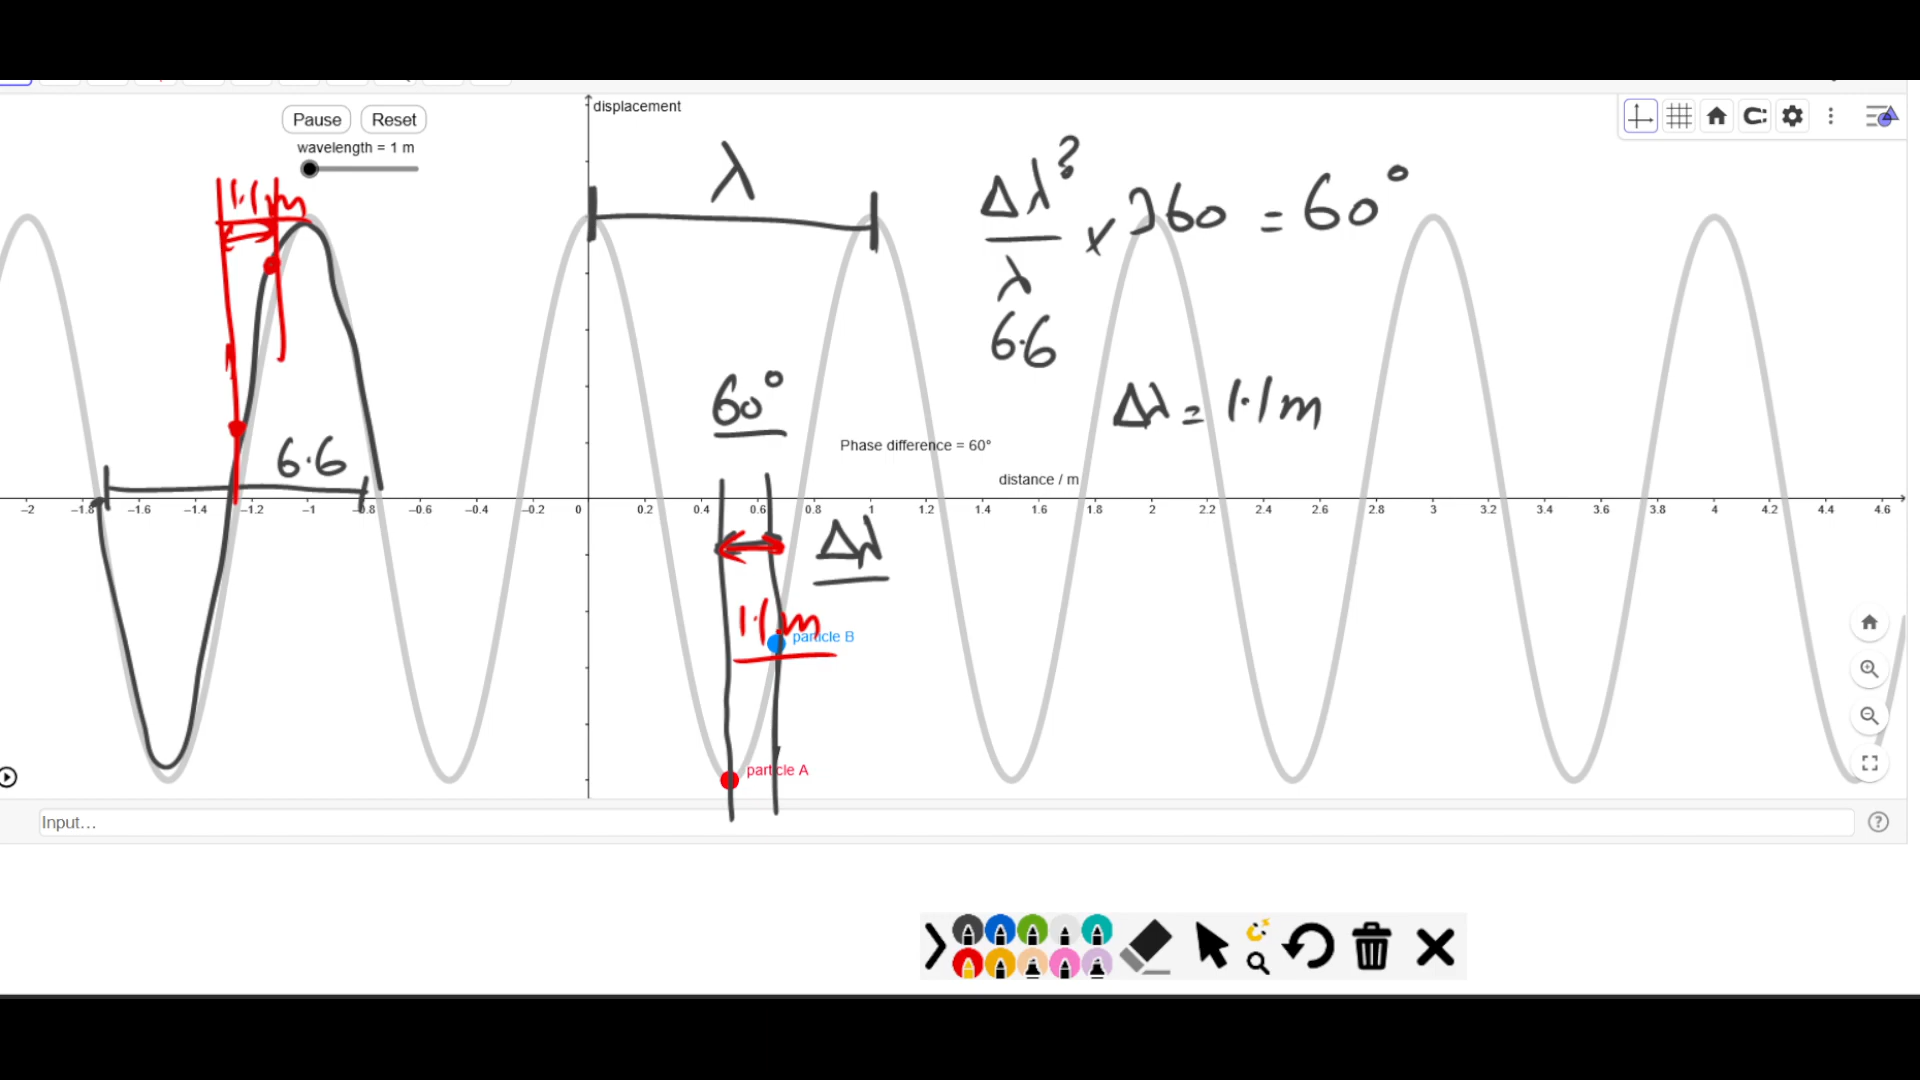 displacement
Pause Reset
wavelength = 1 m
1.1m
λ
Δλ? × 360 = 60°
λ
6.6
60°
Δλ = 1.1m
Phase difference = 60°
6.6
distance / m
-2 -1.8 -1.6 -1.4 -1.2 -1 -0.8 -0.6 -0.4 -0.2 0 0.2 0.4 0.6 0.8 1 1.2 1.4 1.6 1.8 2 2.2 2.4 2.6 2.8 3 3.2 3.4 3.6 3.8 4 4.2 4.4 4.6
Δλ
1.1m
particle B
particle A
Input…